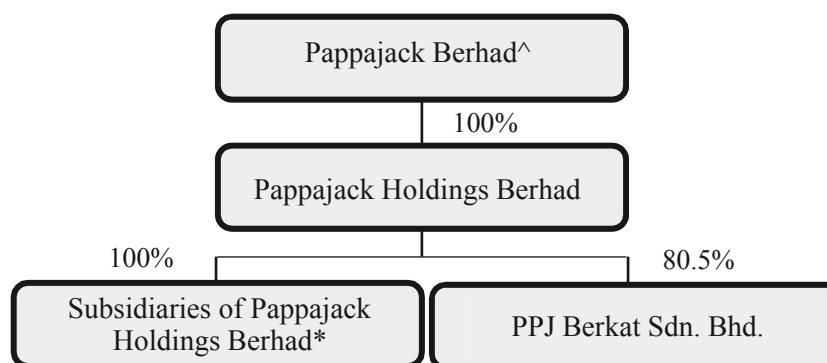 Pappajack Berhad^
100%
Pappajack Holdings Berhad
100%
80.5%
Subsidiaries of Pappajack
Holdings Berhad*
PPJ Berkat Sdn. Bhd.